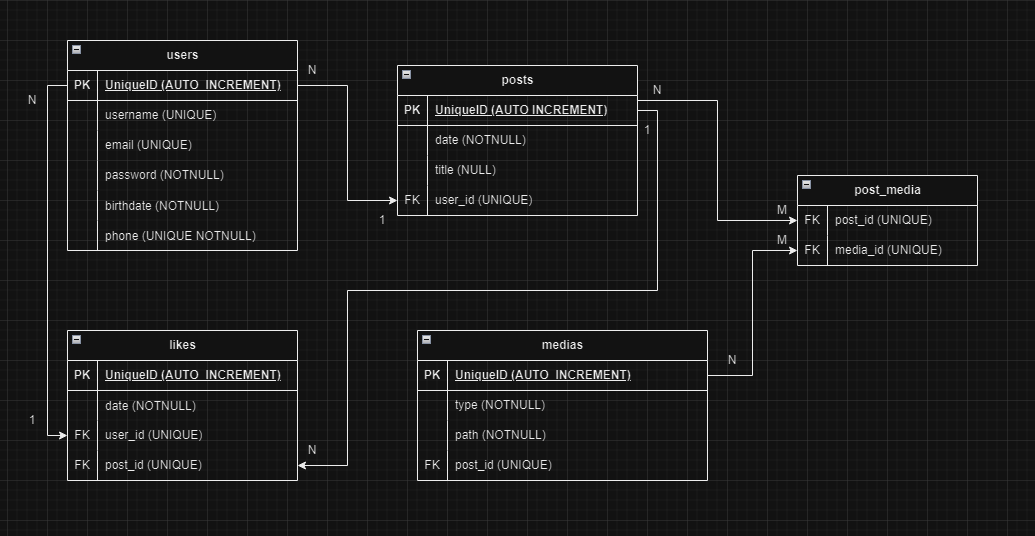 users
PK UniqueID (AUTO_INCREMENT)
username (UNIQUE)
email (UNIQUE)
password (NOTNULL)
birthdate (NOTNULL)
phone (UNIQUE NOTNULL)
N
N
1
posts
PK UniqueID (AUTO INCREMENT)
date (NOTNULL)
title (NULL)
FK user_id (UNIQUE)
N
1
post_media
M
FK post_id (UNIQUE)
M
FK media_id (UNIQUE)
likes
PK UniqueID (AUTO_INCREMENT)
date (NOTNULL)
1
FK user_id (UNIQUE)
FK post_id (UNIQUE)
N
medias
PK UniqueID (AUTO_INCREMENT)
type (NOTNULL)
path (NOTNULL)
FK post_id (UNIQUE)
N